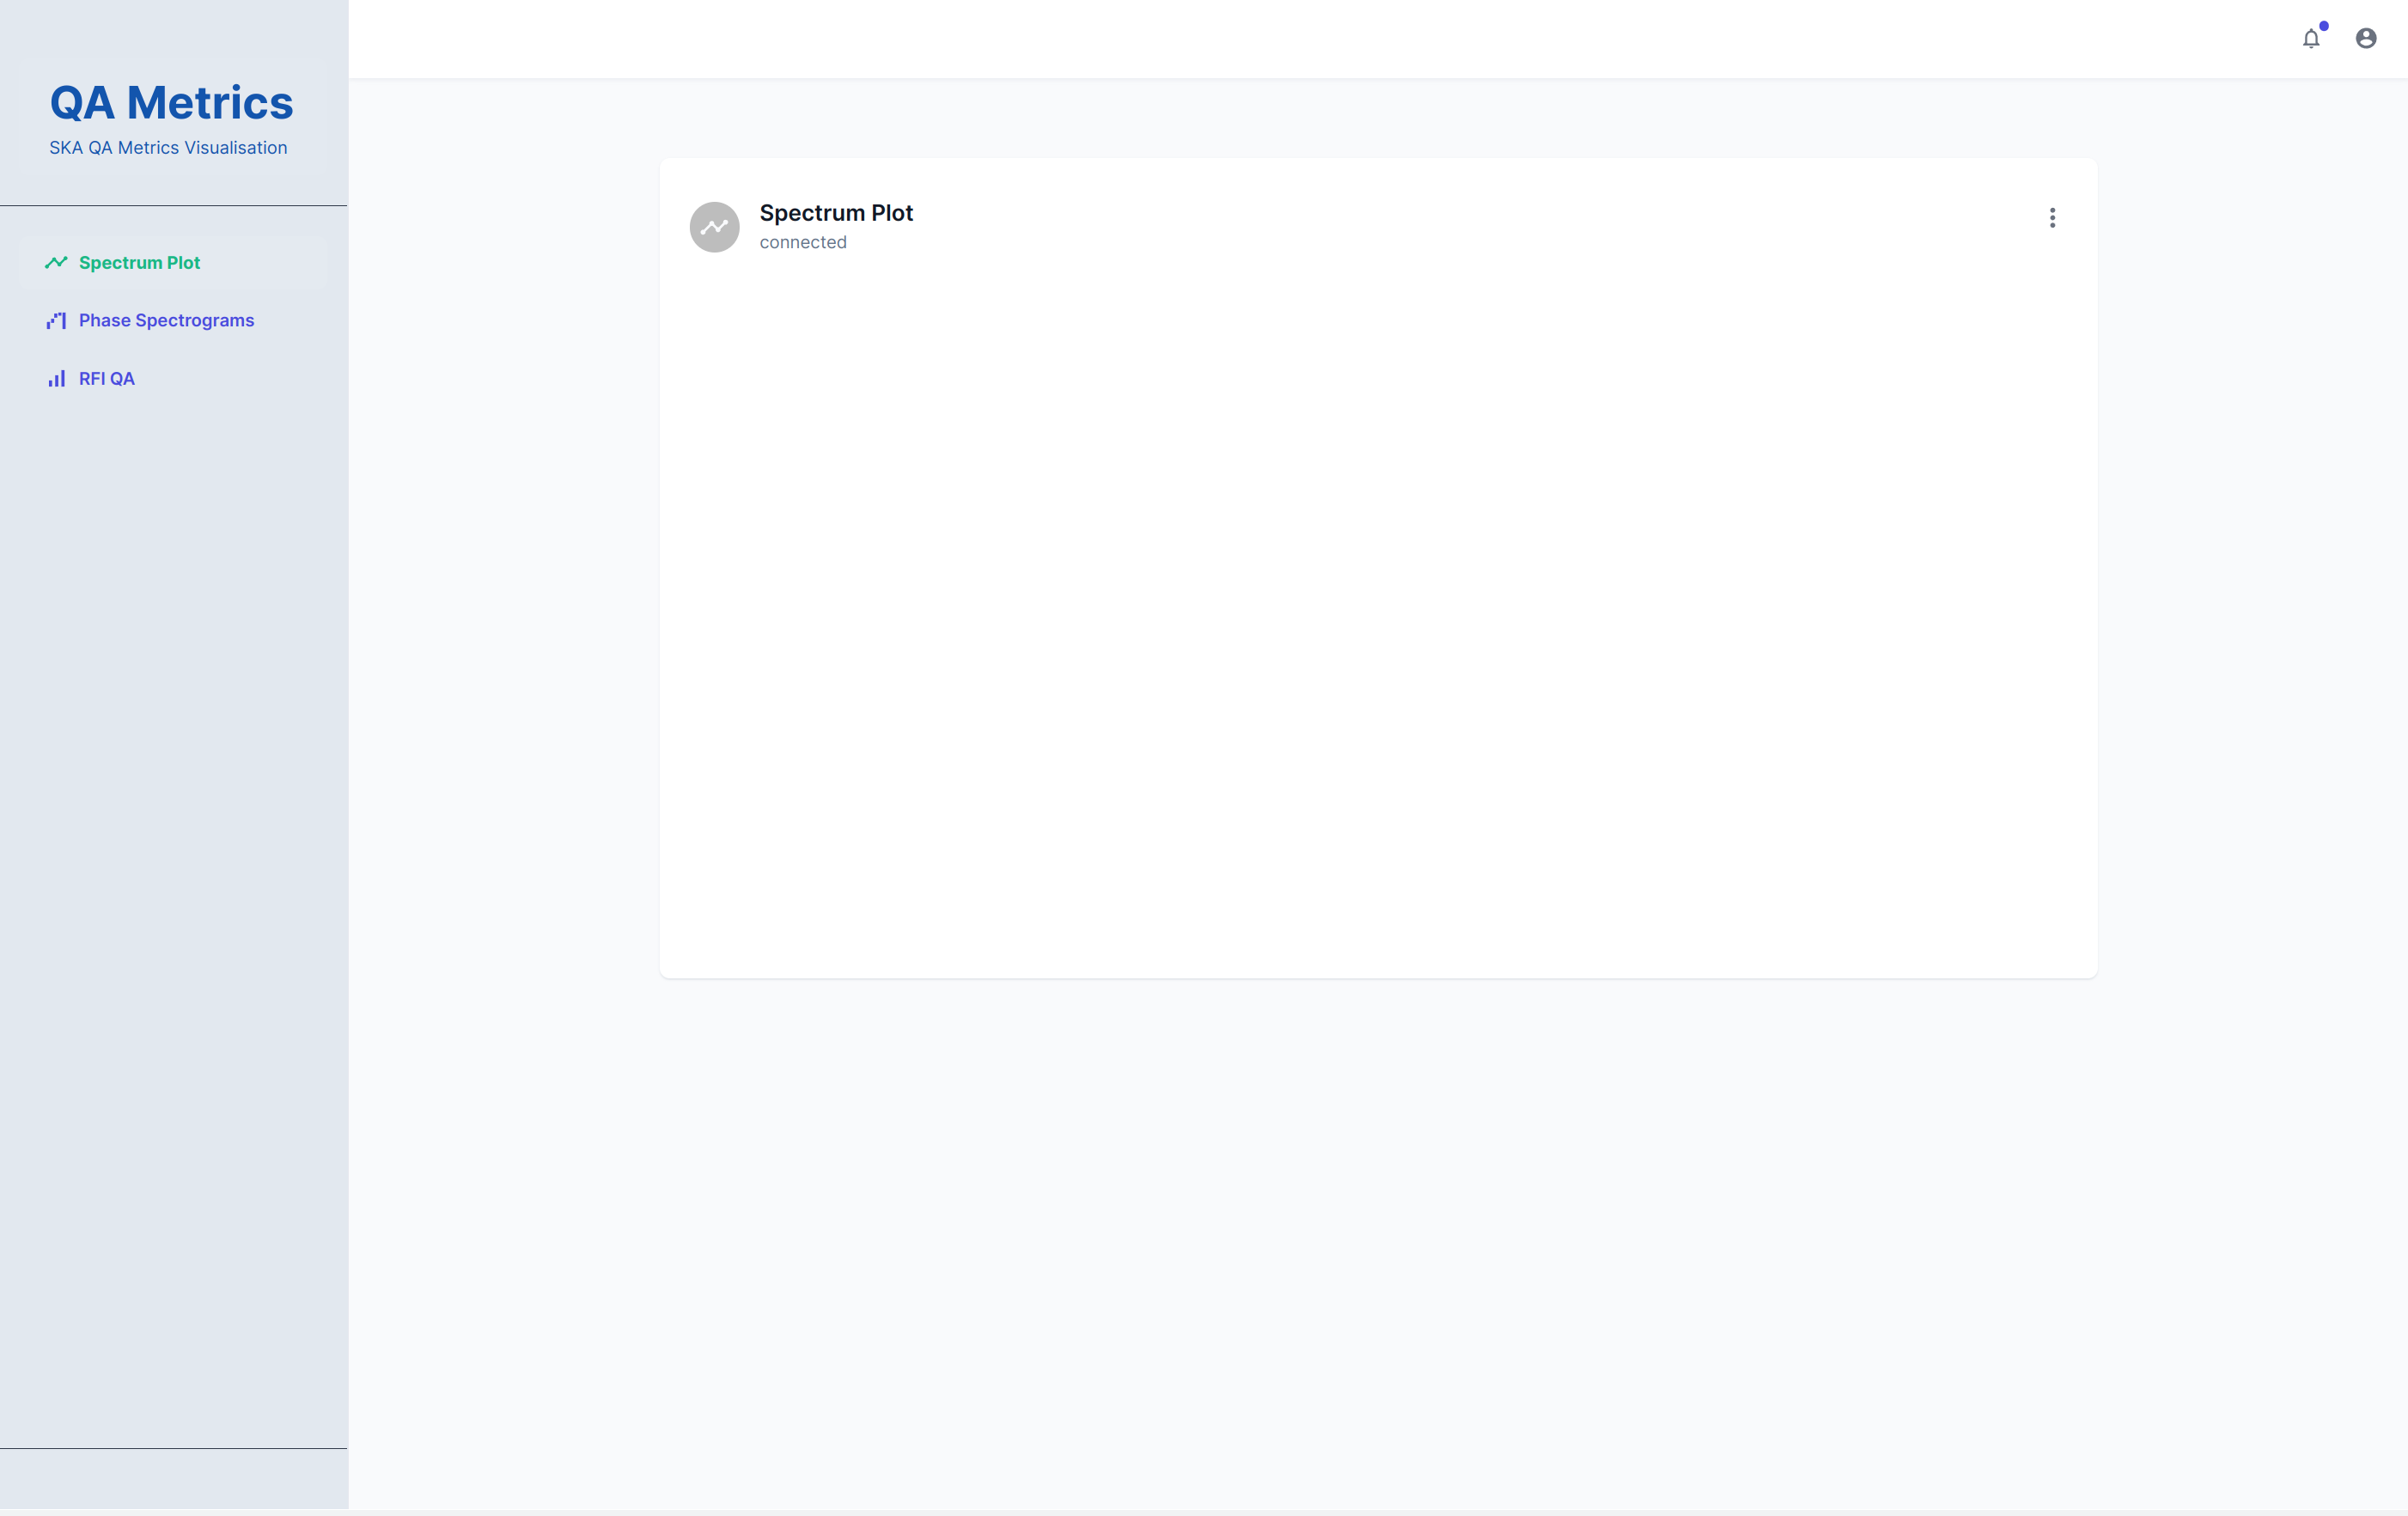 QA Metrics
SKA QA Metrics Visualisation
Spectrum Plot
Phase Spectrograms
RFI QA
Spectrum Plot
connected